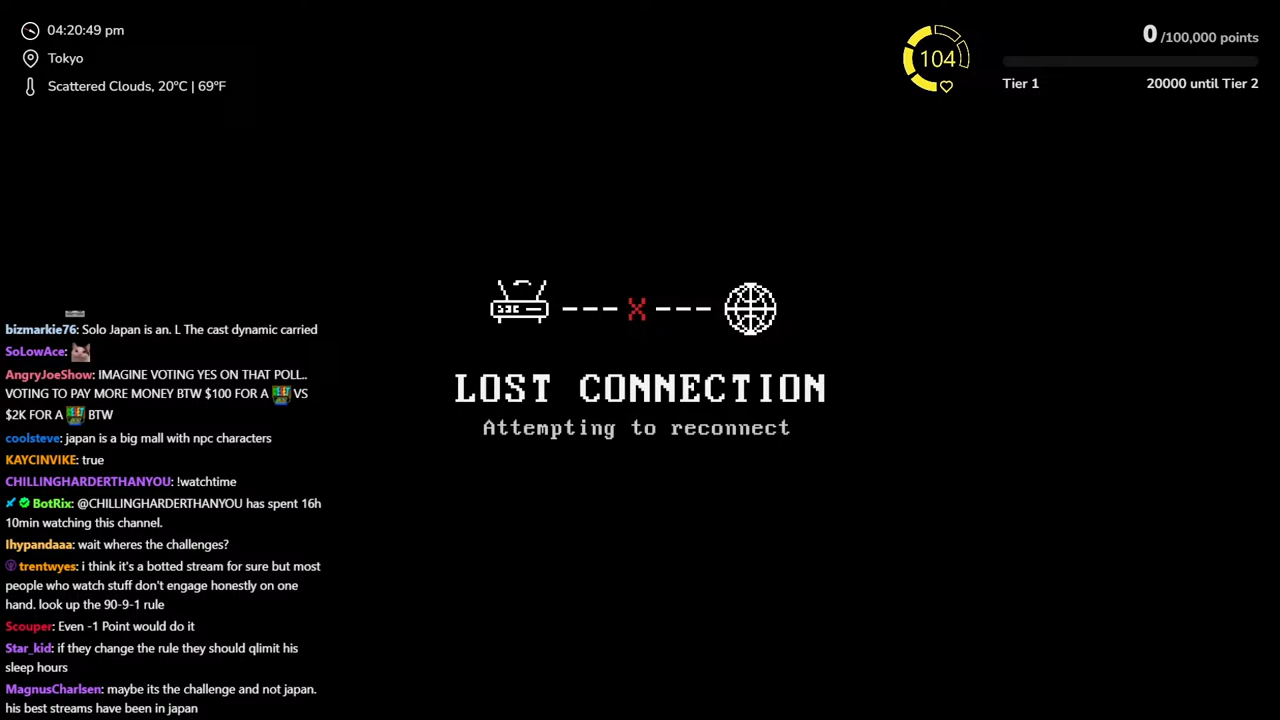 04:20:49 pm
Tokyo
Scattered Clouds, 20°C | 69°F
104
0 /100,000 points
Tier 1
20000 until Tier 2
LOST CONNECTION
Attempting to reconnect
bizmarkie76: Solo Japan is an. L The cast dynamic carried
SoLowAce:
AngryJoeShow: IMAGINE VOTING YES ON THAT POLL..
VOTING TO PAY MORE MONEY BTW $100 FOR A VS
$2K FOR A BTW
coolsteve: japan is a big mall with npc characters
KAYCINVIKE: true
CHILLINGHARDERTHANYOU: !watchtime
BotRix: @CHILLINGHARDERTHANYOU has spent 16h
10min watching this channel.
lhypandaaa: wait wheres the challenges?
trentwyes: i think it's a botted stream for sure but most
people who watch stuff don't engage honestly on one
hand. look up the 90-9-1 rule
Scouper: Even -1 Point would do it
Star_kid: if they change the rule they should qlimit his
sleep hours
MagnusCharlsen: maybe its the challenge and not japan.
his best streams have been in japan